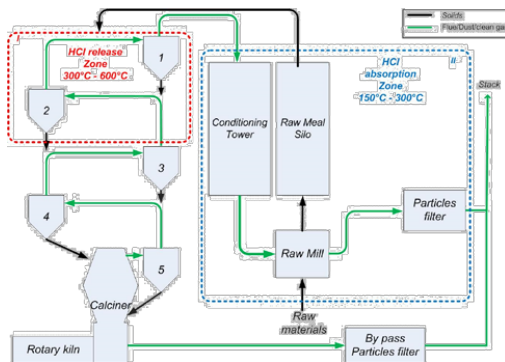 Solids
Flue/Dust/clean gas
I
HCl release
Zone
300°C - 600°C
1
2
3
4
5
Calciner
Rotary kiln
II
HCl
absorption
Zone
150°C - 300°C
Conditioning
Tower
Raw Meal
Silo
Raw Mill
Raw
materials
Particles
filter
By pass
Particles filter
Stack